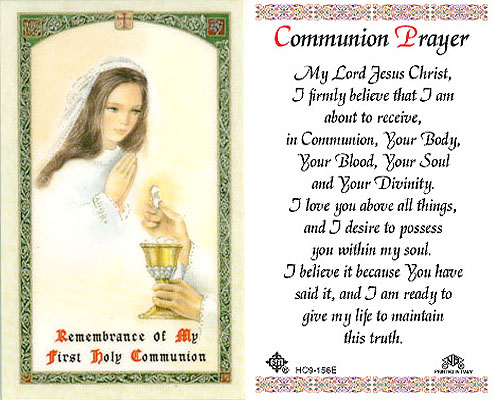 Remembrance of My
First Holy Communion
Communion Prayer
My Lord Jesus Christ,
I firmly believe that I am
about to receive,
in Communion, Your Body,
Your Blood, Your Soul
and Your Divinity.
I love you above all things,
and I desire to possess
you within my soul.
I believe it because You have
said it, and I am ready to
give my life to maintain
this truth.
HC9-156E
PRINTED IN ITALY